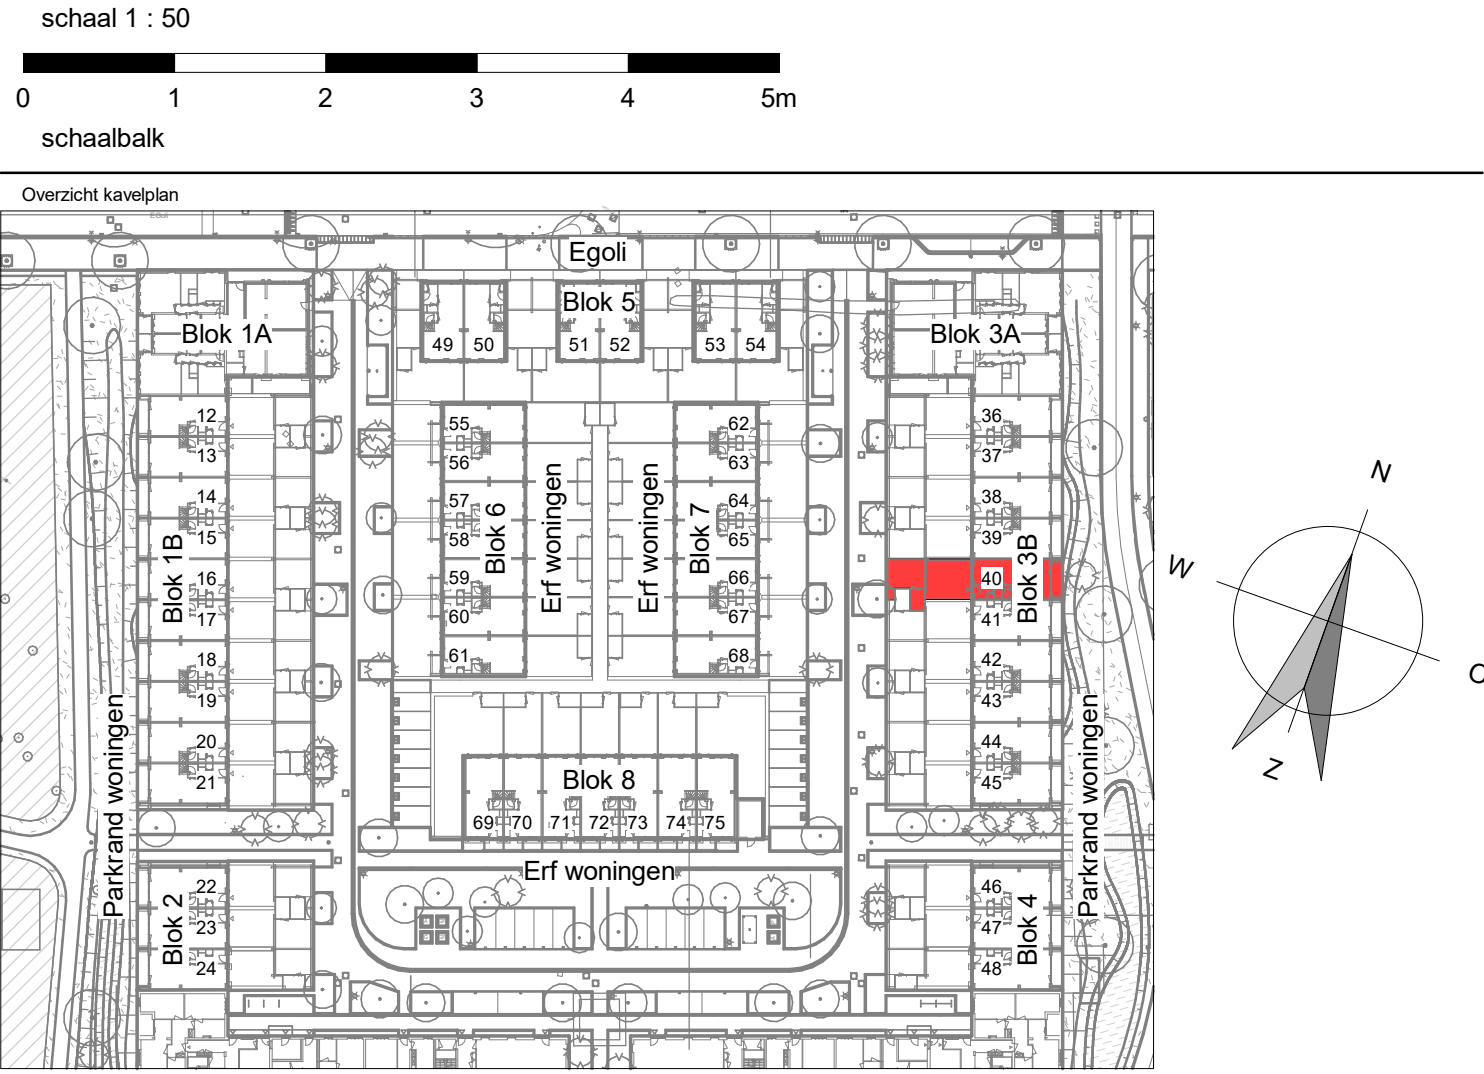 schaal 1 : 50
0 1 2 3 4 5m
schaalbalk
Overzicht kavelplan
Egoli
Egoli
Blok 1A
Blok 5
Blok 3A
49 50 51 52 53 54
12
13
14
15
16
17
18
19
20
21
Blok 1B
Parkrand woningen
55
56
57
58
59
60
61
Blok 6
Erf woningen
Erf woningen
Blok 7
62
63
64
65
66
67
68
36
37
38
39
40
41
42
43
44
45
Blok 3B
Parkrand woningen
Blok 8
69 70 71 72 73 74 75
Erf woningen
Blok 2
22
23
24
46
47
48
Blok 4
N
W
O
Z